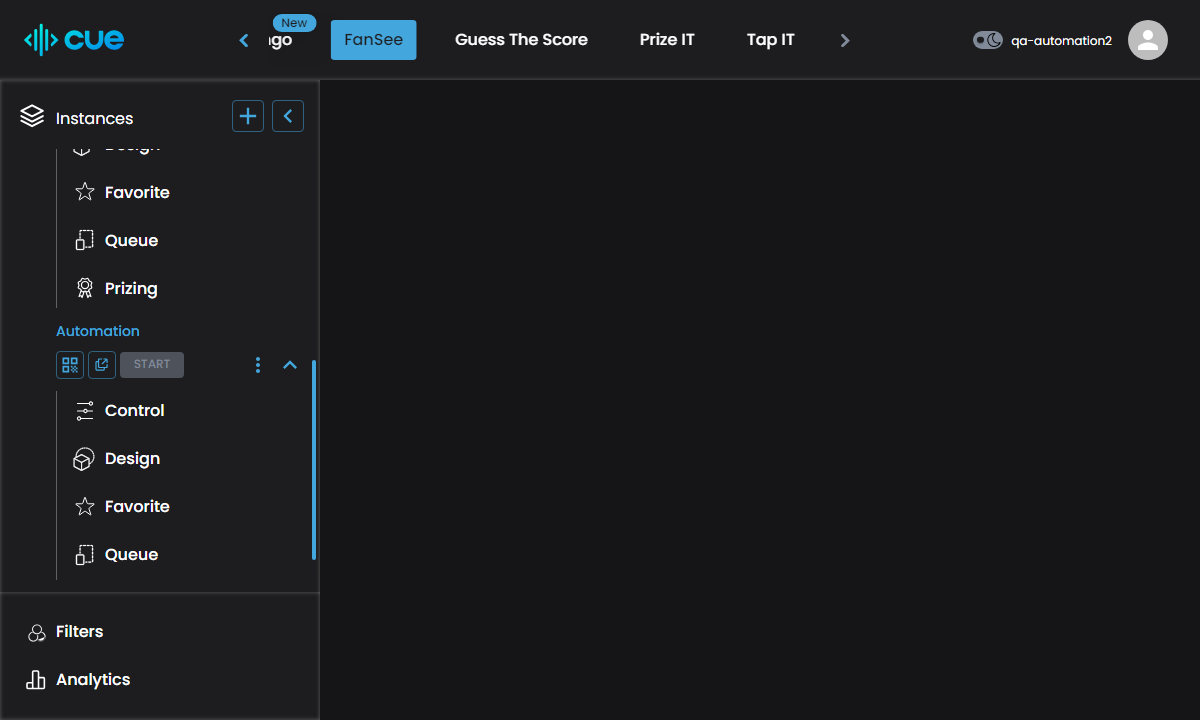 cue
New
FanSee
Guess The Score
Prize IT
Tap IT
qa-automation2
Instances
Design
Favorite
Queue
Prizing
Automation
START
Control
Design
Favorite
Queue
Filters
Analytics